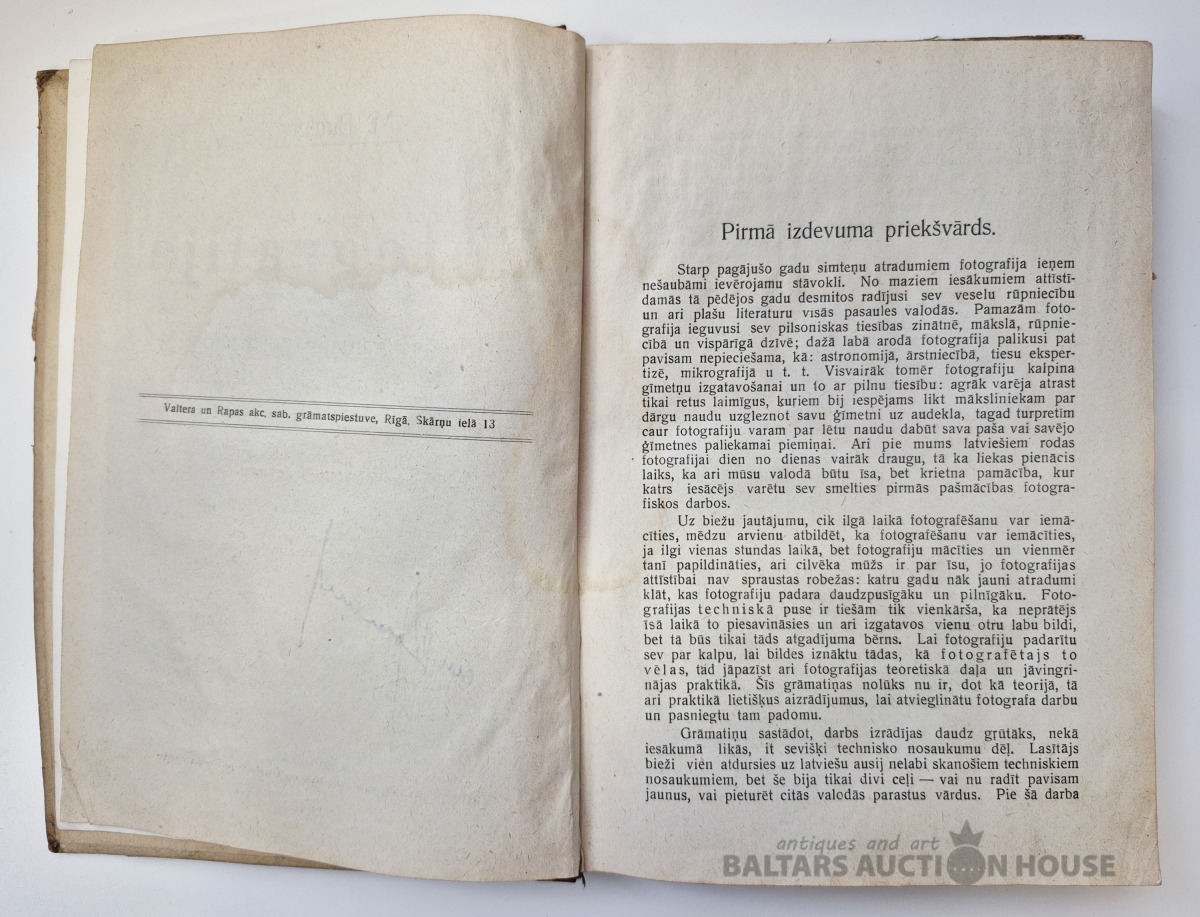 Valtera un Rapas akc. sab. grāmatspiestuve, Rīgā, Skārņu ielā 13
Pirmā izdevuma priekšvārds.
Starp pagājušo gadu simteņu atradumiem fotografija ieņem
nešaubāmi ievērojamu stāvokli. No maziem iesākumiem attīstī-
damās tā pēdējos gadu desmitos radījusi sev veselu rūpniecību
un ari plašu literaturu visās pasaules valodās. Pamazām foto-
grafija ieguvusi sev pilsoniskas tiesības zinātnē, mākslā, rūpnie-
cībā un vispārīgā dzīvē; dažā labā arodā fotografija palikusi pat
pavisam nepieciešama, kā: astronomijā, ārstniecībā, tiesu eksper-
tizē, mikrografijā u t. t. Visvairāk tomēr fotografiju kalpina
ģīmetņu izgatavošanai un to ar pilnu tiesību: agrāk varēja atrast
tikai retus laimīgus, kuriem bij iespējams likt māksliniekam par
dārgu naudu uzgleznot savu ģīmetni uz audekla, tagad turpretim
caur fotografiju varam par lētu naudu dabūt sava paša vai savējo
ģīmetnes paliekamai piemiņai. Ari pie mums latviešiem rodas
fotografijai dien no dienas vairāk draugu, tā ka liekas pienācis
laiks, ka ari mūsu valodā būtu īsa, bet krietna pamācība, kur
katrs iesācējs varētu sev smelties pirmās pašmācības fotogra-
fiskos darbos.
Uz biežu jautājumu, cik ilgā laikā fotografēšanu var iemā-
cīties, mēdzu arvienu atbildēt, ka fotografēšanu var iemācīties,
ja ilgi vienas stundas laikā, bet fotografiju mācīties un vienmēr
tanī papildināties, ari cilvēka mūžs ir par īsu, jo fotografijas
attīstībai nav spraustas robežas: katru gadu nāk jauni atradumi
klāt, kas fotografiju padara daudzpusīgāku un pilnīgāku. Foto-
grafijas techniskā puse ir tiešām tik vienkārša, ka neprātējs
īsā laikā to piesavināsies un ari izgatavos vienu otru labu bildi,
bet tā būs tikai tāds atgadījuma bērns. Lai fotografiju padarītu
sev par kalpu, lai bildes iznāktu tādas, kā fotografētajs to
vēlas, tad jāpazīst ari fotografijas teoretiskā daļa un jāvingri-
nājas praktikā. Šīs grāmatiņas nolūks nu ir, dot kā teorijā, tā
ari praktikā lietišķus aizrādījumus, lai atvieglinātu fotografa darbu
un pasniegtu tam padomu.
Grāmatiņu sastādot, darbs izrādījas daudz grūtāks, nekā
iesākumā likās, it sevišķi technisko nosaukumu dēļ. Lasītājs
bieži vien atdursies uz latviešu ausij nelabi skanošiem techniskiem
nosaukumiem, bet še bija tikai divi ceļi — vai nu radīt pavisam
jaunus, vai pieturēt citās valodās parastus vārdus. Pie šā darba
antiques and art
BALTARS AUCTION HOUSE